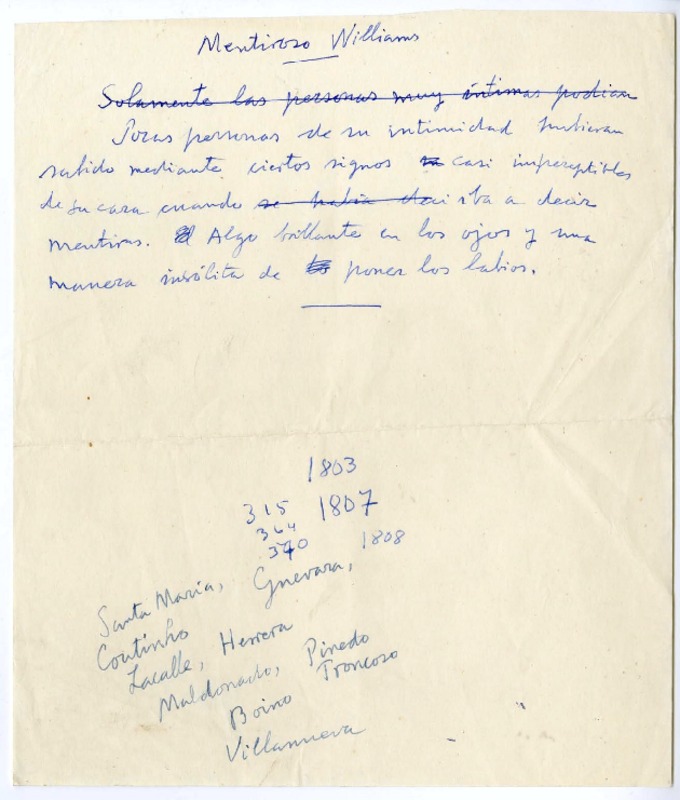 Mentiroso Williams
Solamente las personas muy íntimas podían
Pocas personas de su intimidad hubieran
sabido mediante ciertos signos casi imperceptibles
de su cara cuando se había deci iba a decir
mentiras. El Algo brillante en los ojos y una
manera insólita de poner los labios.
1803
315 1807
364
370 1808
Santa María, Guevara,
Coutinho
Lacalle, Herrera
Maldonado, Pinedo
Boino Troncoso
Villanueva